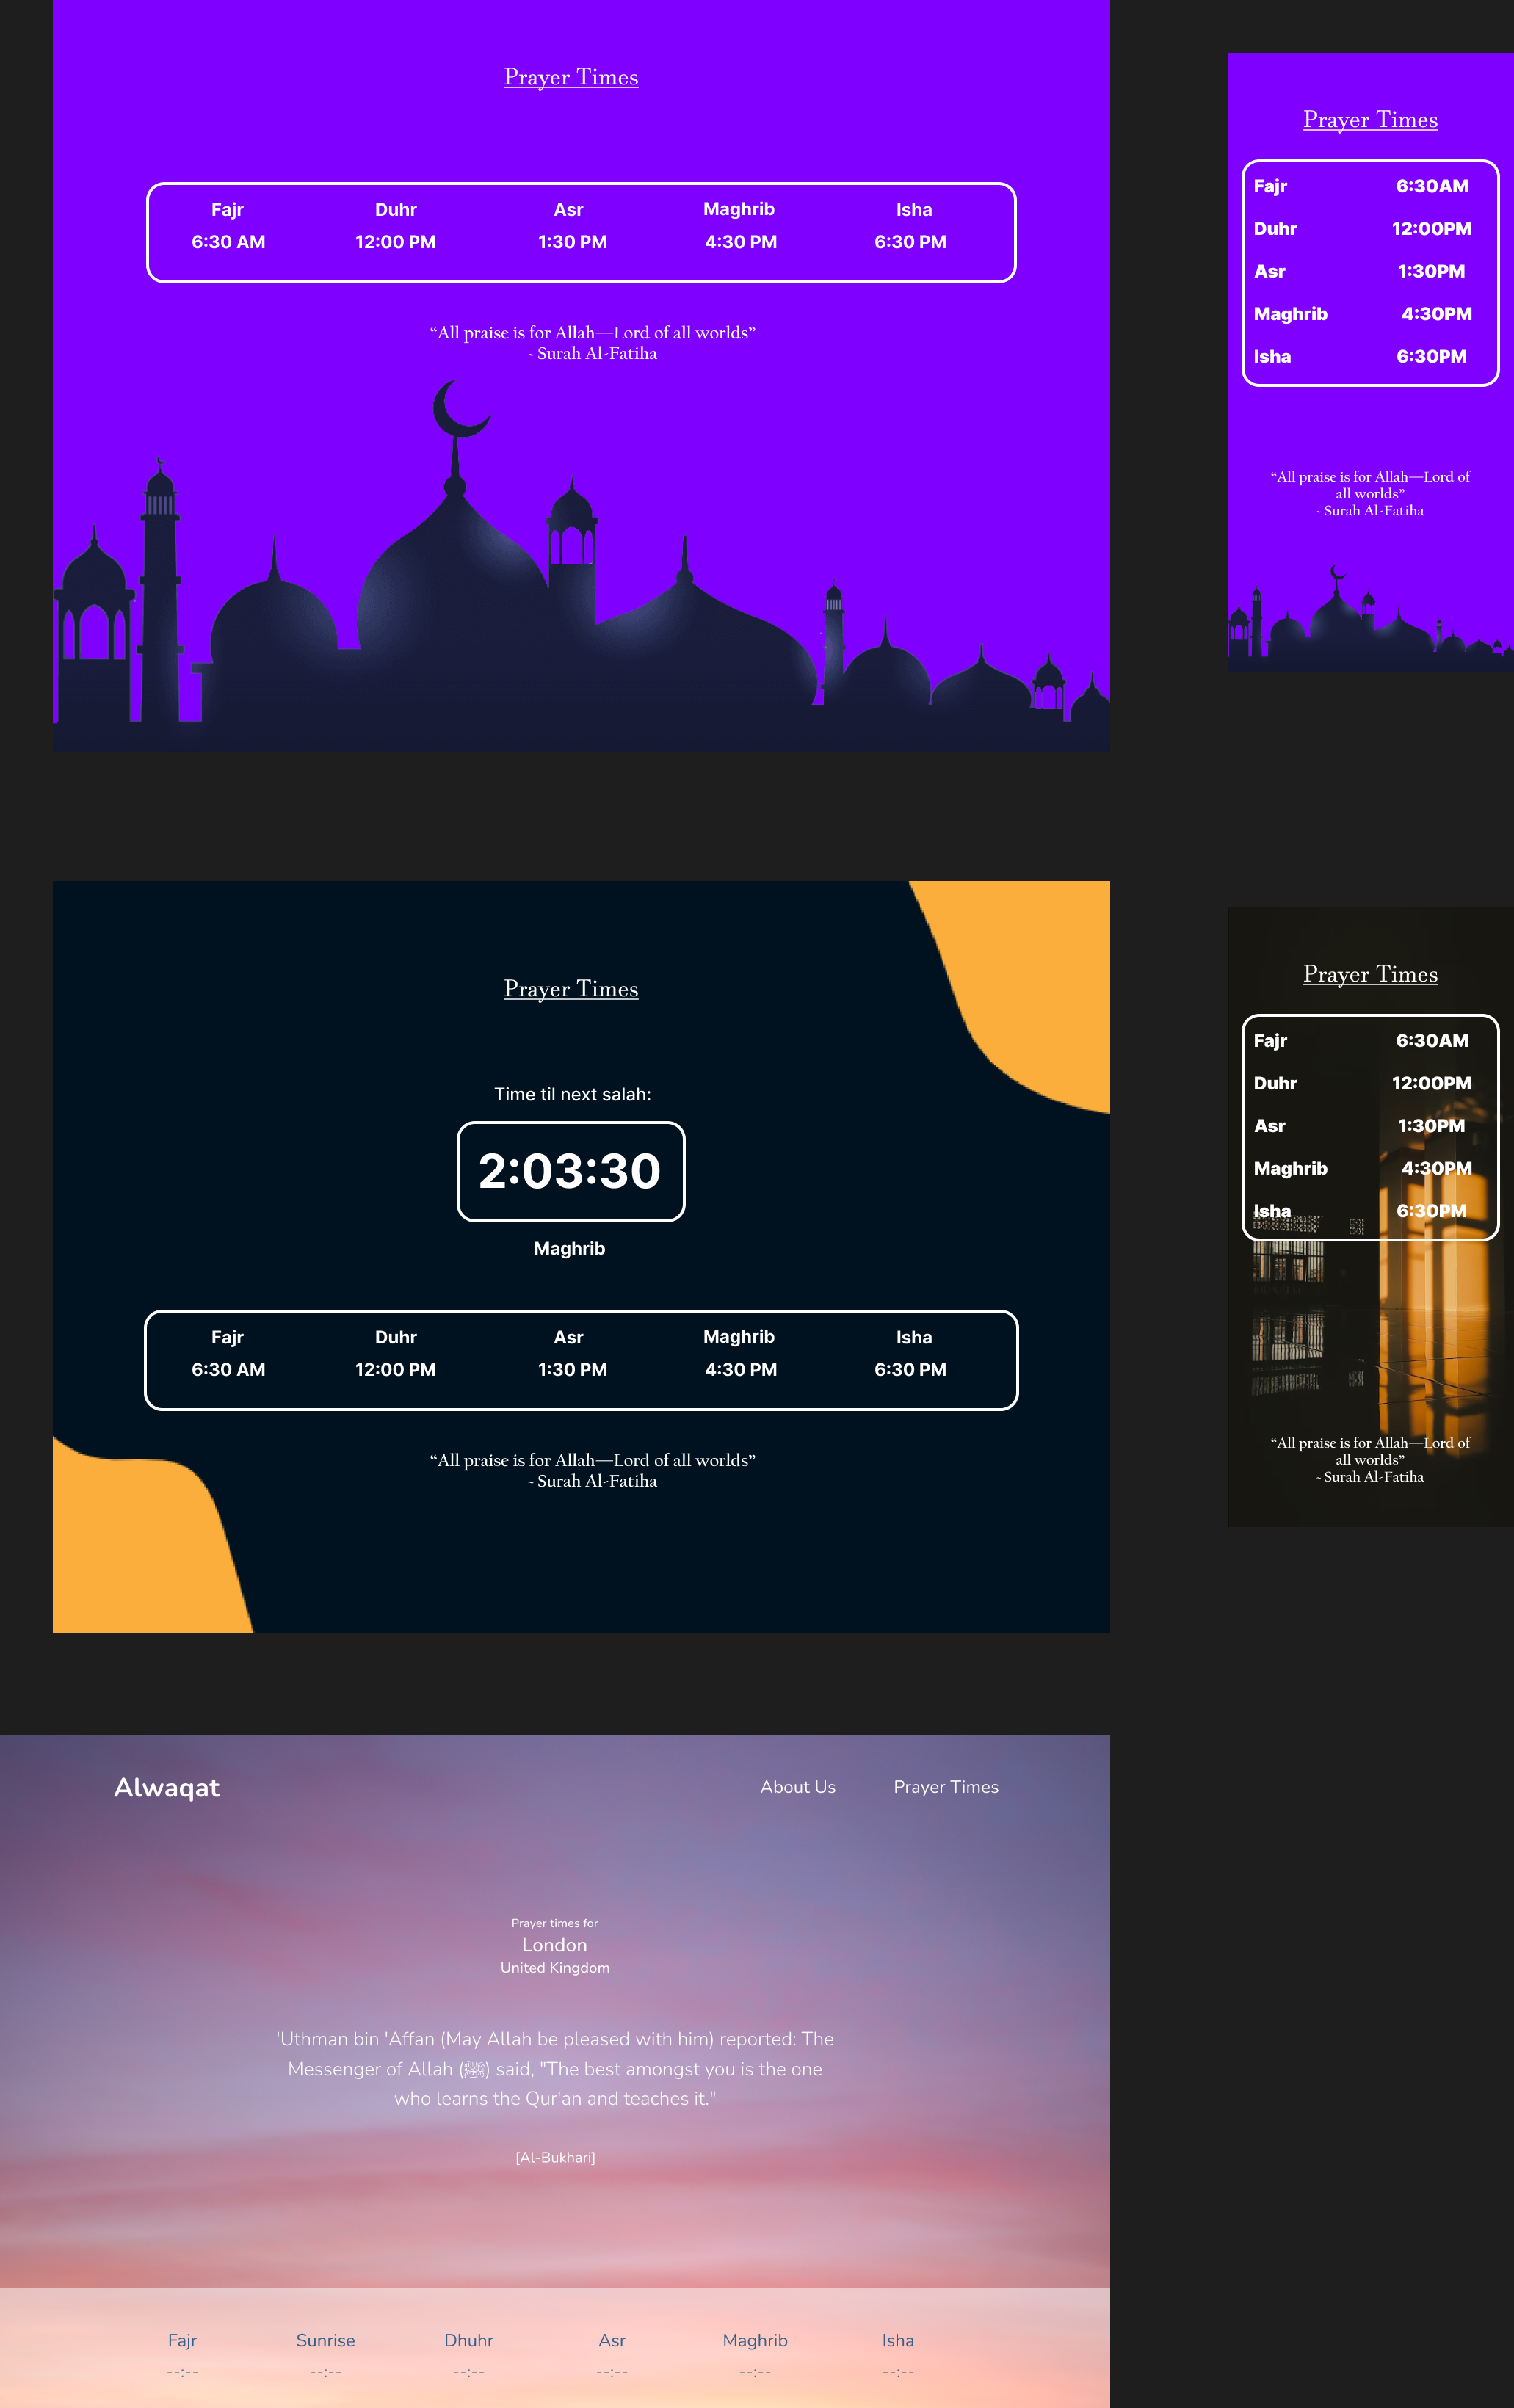 Prayer Times
Fajr Duhr Asr Maghrib Isha
6:30 AM 12:00 PM 1:30 PM 4:30 PM 6:30 PM
“All praise is for Allah—Lord of all worlds”
~ Surah Al-Fatiha
Prayer Times
Fajr 6:30AM
Duhr 12:00PM
Asr 1:30PM
Maghrib 4:30PM
Isha 6:30PM
“All praise is for Allah—Lord of
all worlds”
~ Surah Al-Fatiha
Prayer Times
Time til next salah:
2:03:30
Maghrib
Fajr Duhr Asr Maghrib Isha
6:30 AM 12:00 PM 1:30 PM 4:30 PM 6:30 PM
“All praise is for Allah—Lord of all worlds”
~ Surah Al-Fatiha
Prayer Times
Fajr 6:30AM
Duhr 12:00PM
Asr 1:30PM
Maghrib 4:30PM
Isha 6:30PM
“All praise is for Allah—Lord of
all worlds”
~ Surah Al-Fatiha
Alwaqat About Us Prayer Times
Prayer times for
London
United Kingdom
'Uthman bin 'Affan (May Allah be pleased with him) reported: The
Messenger of Allah (ﷺ) said, "The best amongst you is the one
who learns the Qur'an and teaches it."
[Al-Bukhari]
Fajr Sunrise Dhuhr Asr Maghrib Isha
--:-- --:-- --:-- --:-- --:-- --:--